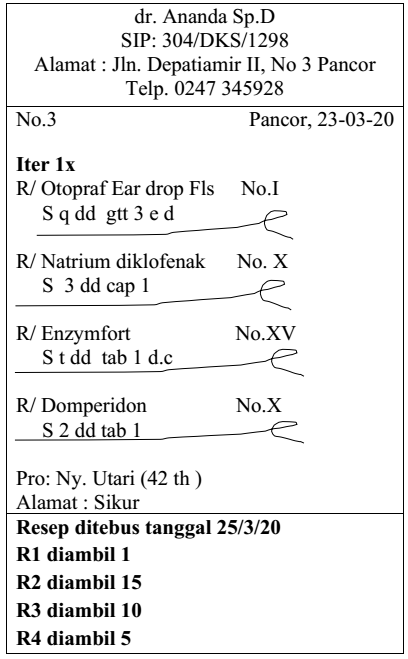 dr. Ananda Sp.D
SIP: 304/DKS/1298
Alamat : Jln. Depatiamir II, No 3 Pancor
Telp. 0247 345928
No.3 Pancor, 23-03-20
Iter 1x
R/ Otopraf Ear drop Fls No.I
S q dd gtt 3 e d
R/ Natrium diklofenak No. X
S 3 dd cap 1
R/ Enzymfort No.XV
S t dd tab 1 d.c
R/ Domperidon No.X
S 2 dd tab 1
Pro: Ny. Utari (42 th )
Alamat : Sikur
Resep ditebus tanggal 25/3/20
R1 diambil 1
R2 diambil 15
R3 diambil 10
R4 diambil 5